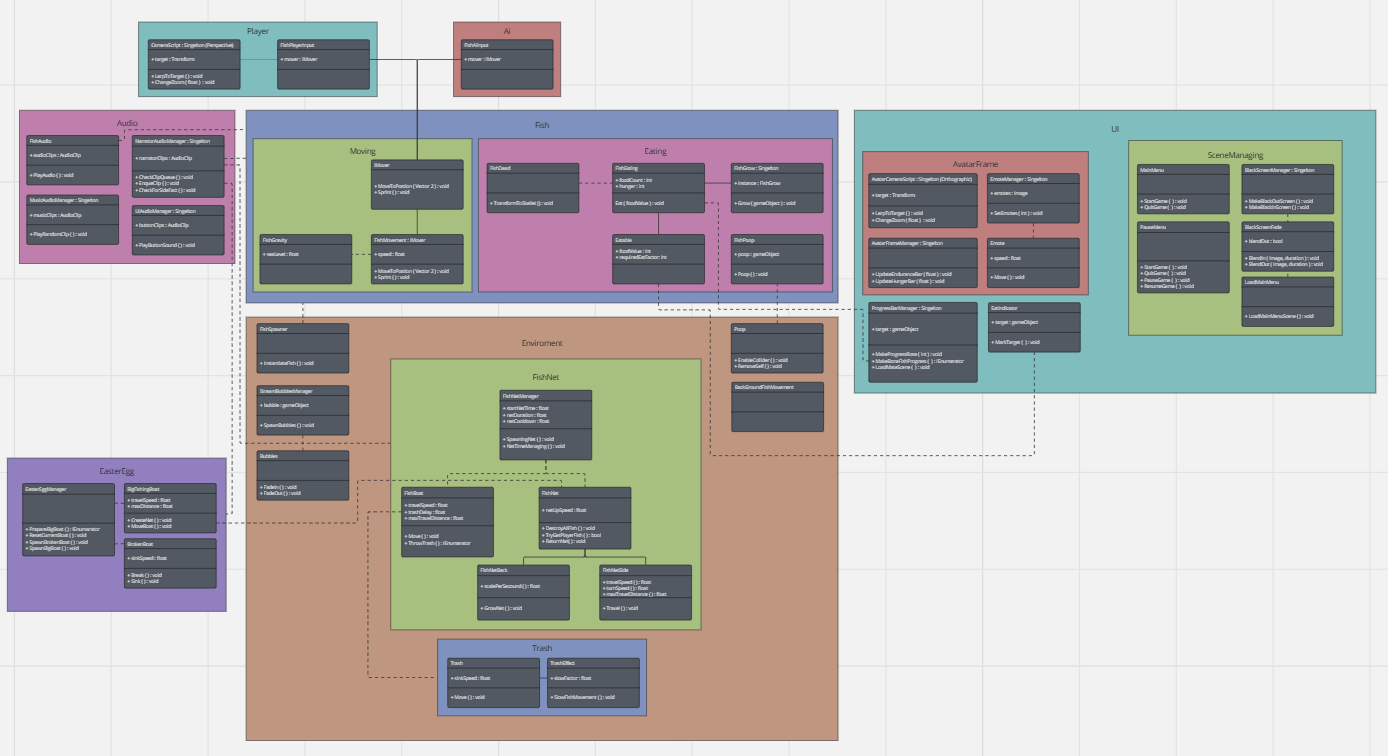 Player
CameraScript : Singelton (Perspective)
+ target : Transform
+ LerpToTarget ( ) : void
+ ChangeZoom ( float ) : void
FishPlayerInput
+ mover : IMover
Ai
FishAiInput
+ mover : IMover
Audio
FishAudio
+ audioClips : AudioClip
+ PlayAudio ( ) : void
NarratorAudioManager : Singelton
+ narratorClips : AudioClip
+ CheckClipQueue ( ) : void
+ EnqueClip ( ) : void
+ CheckForSideFact ( ) : void
MusicAudioManager : Singelton
+ musicClips : AudioClip
+ PlayRandomClip ( ) : void
UIAudioManager : Singelton
+ buttonClips : AudioClip
+ PlayButtonSound ( ) : void
Fish
Moving
IMover
+ MoveToPosition ( Vector 2 ) : void
+ Sprint ( ) : void
FishGravity
+ seaLevel : float
FishMovement : IMover
+ speed : float
+ MoveToPosition ( Vector 2 ) : void
+ Sprint ( ) : void
Eating
FishDead
+ TransformToSkelet ( ) : void
FishEating
+ foodCount : int
+ hunger : int
Eat ( foodValue ) : void
FishGrow : Singelton
+ instance : FishGrow
+ Grow ( gameObject ) : void
Eatable
+ foodValue : int
+ requiredEatFactor: int
FishPoop
+ poop : gameObject
+ Poop ( ) : void
UI
AvatarFrame
AvatarCameraScript : Singelton (Orthographic)
+ target : Transform
+ LerpToTarget ( ) : void
+ ChangeZoom ( float ) : void
EmoteManager : Singelton
+ emotes : Image
+ SetEmotes ( int ) : void
AvatarFrameManager : Singelton
+ UpdateEnduranceBar ( float ) : void
+ UpdateHungerBar ( float ) : void
Emote
+ speed : float
+ Move ( ) : void
ProgressBarManager : Singelton
+ target : gameObject
+ MakeProgressRose ( int ) : void
+ MakeBoneFishProgress ( ) : IEnumerator
+ LoadMateScene ( ) : void
EatIndicator
+ target : gameObject
+ MarkTarget ( ) : void
SceneManaging
MainMenu
+ StartGame ( ) : void
+ QuitGame ( ) : void
BlackScreenManager : Singelton
+ MakeBlackOutScreen ( ) : void
+ MakeBlackInScreen ( ) : void
PauseMenu
+ StartGame ( ) : void
+ QuitGame ( ) : void
+ PauseGame ( ) : void
+ ResumeGame ( ) : void
BlackScreenFade
+ blendOut : bool
+ BlendIn ( image, duration ) : void
+ BlendOut ( image, duration ) : void
LoadMainMenu
+ LoadMainMenuScene ( ) : void
Enviroment
FishSpawner
+ InstantiateFish ( ) : void
StreamBubblesManager
+ bubble : gameObject
+ SpawnBubbles ( ) : void
Bubbles
+ FadeIn ( ) : void
+ FadeOut ( ) : void
Poop
+ EnableCollider ( ) : void
+ RemoveSelf ( ) : void
BackGroundFishMovement
FishNet
FishNetManager
+ startNetTime : float
+ netDuration : float
+ netCoolDown : float
+ SpawningNet ( ) : void
+ NetTimeManaging ( ) : void
FishBoat
+ travelSpeed : float
+ trashDelay : float
+ maxTravelDistance : float
+ Move ( ) : void
+ ThrowTrash ( ) : IEnumerator
FishNet
+ netUpSpeed : float
+ DestroyAllFish ( ) : void
+ TryGetPlayerFish ( ) : bool
+ ReturnNet ( ) : void
FishNetBack
+ scalePerSecound ( ) : float
+ GrowNet ( ) : void
FishNetSide
+ travelSpeed ( ) : float
+ turnSpeed ( ) : float
+ maxTravelDistance ( ) : float
+ Travel ( ) : void
Trash
Trash
+ sinkSpeed : float
+ Move ( ) : void
TrashEffect
+ slowFactor : float
+ SlowFishMovement ( ) : void
EasterEgg
EasterEggManager
+ PrepareBigBoat ( ) : IEnumarator
+ ResetCurrentBoat ( ) : void
+ SpawnBrokenBoat ( ) : void
+ SpawnBigBoat ( ) : void
BigFishingBoat
+ travelSpeed : float
+ maxDistance : float
+ CreateNet ( ) : void
+ MoveBoat ( ) : void
BrokenBoat
+ sinkSpeed : float
+ Break ( ) : void
+ Sink ( ) : void